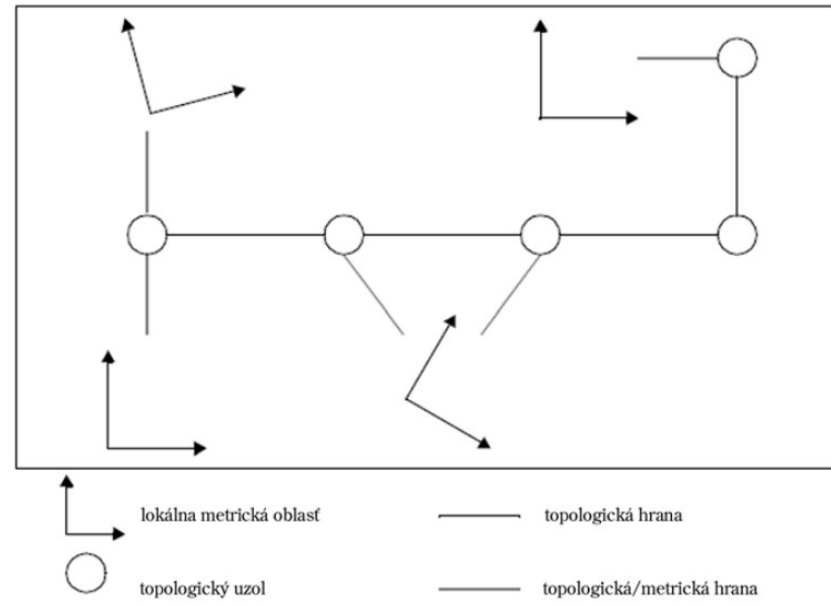 lokálna metrická oblasť
topologická hrana
topologický uzol
topologická/metrická hrana